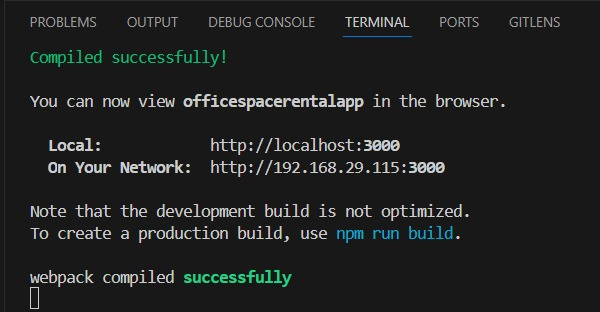 PROBLEMS OUTPUT DEBUG CONSOLE TERMINAL PORTS GITLENS
Compiled successfully!
You can now view officespacerentalapp in the browser.
Local: http://localhost:3000
On Your Network: http://192.168.29.115:3000
Note that the development build is not optimized.
To create a production build, use npm run build.
webpack compiled successfully